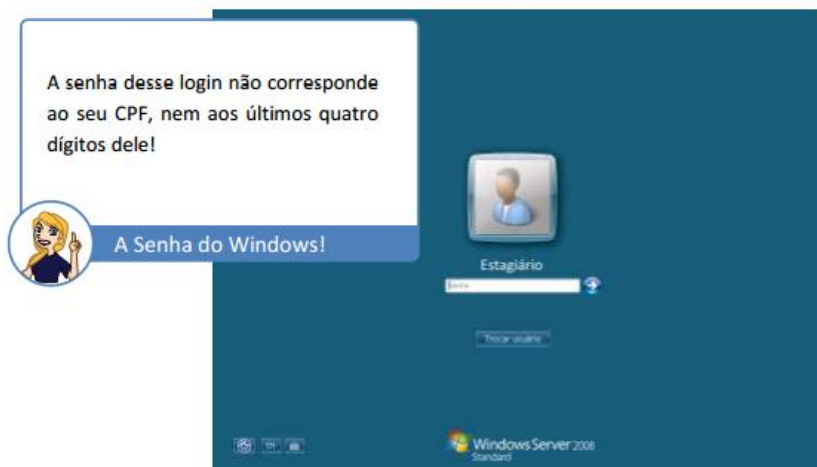 A senha desse login não corresponde
ao seu CPF, nem aos últimos quatro
dígitos dele!
A Senha do Windows!
Estagiário
Senha
Trocar usuário
Windows Server 2008
Standard